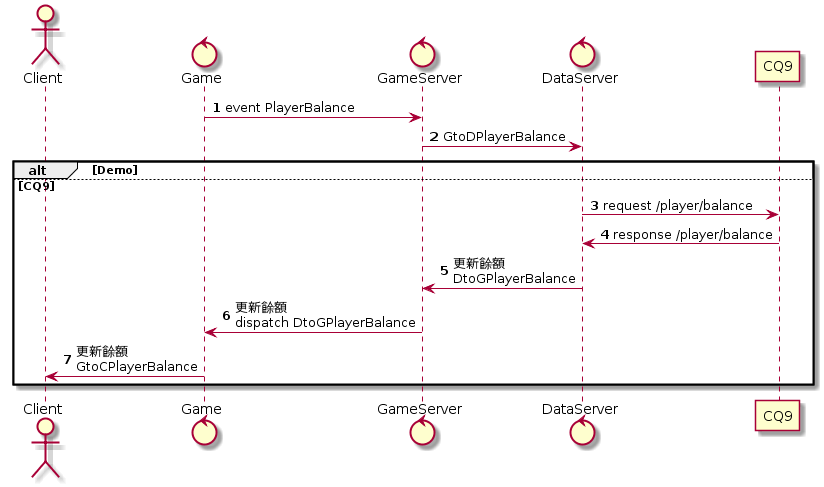 Client
Game
GameServer
DataServer
CQ9
1 event PlayerBalance
2 GtoDPlayerBalance
alt [Demo]
[CQ9]
3 request /player/balance
4 response /player/balance
5 更新餘額
DtoGPlayerBalance
6 更新餘額
dispatch DtoGPlayerBalance
7 更新餘額
GtoCPlayerBalance
Client
Game
GameServer
DataServer
CQ9